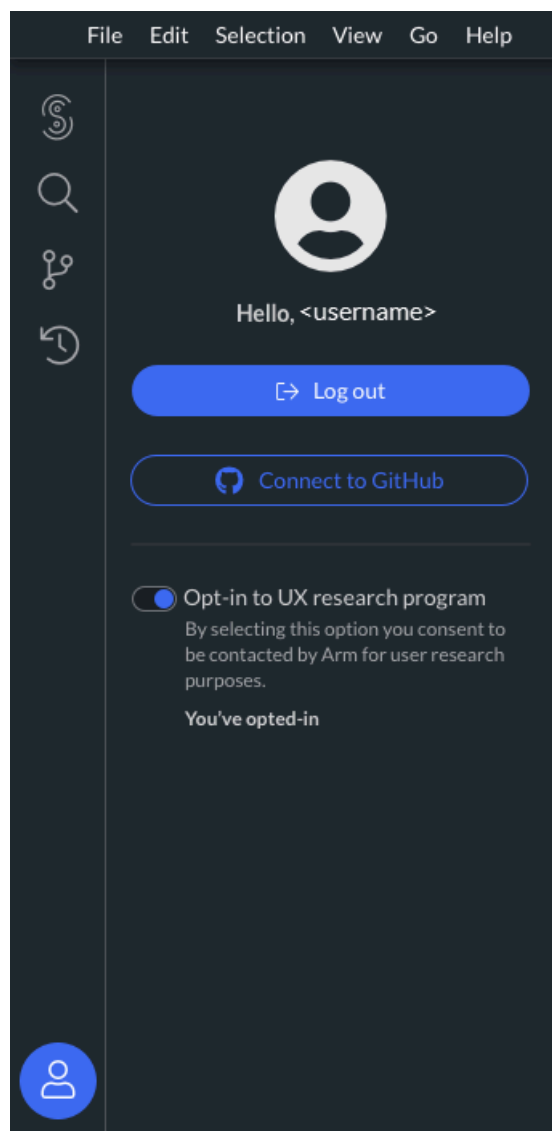 File Edit Selection View Go Help
Hello, <username>
Log out
Connect to GitHub
Opt-in to UX research program
By selecting this option you consent to
be contacted by Arm for user research
purposes.
You’ve opted-in